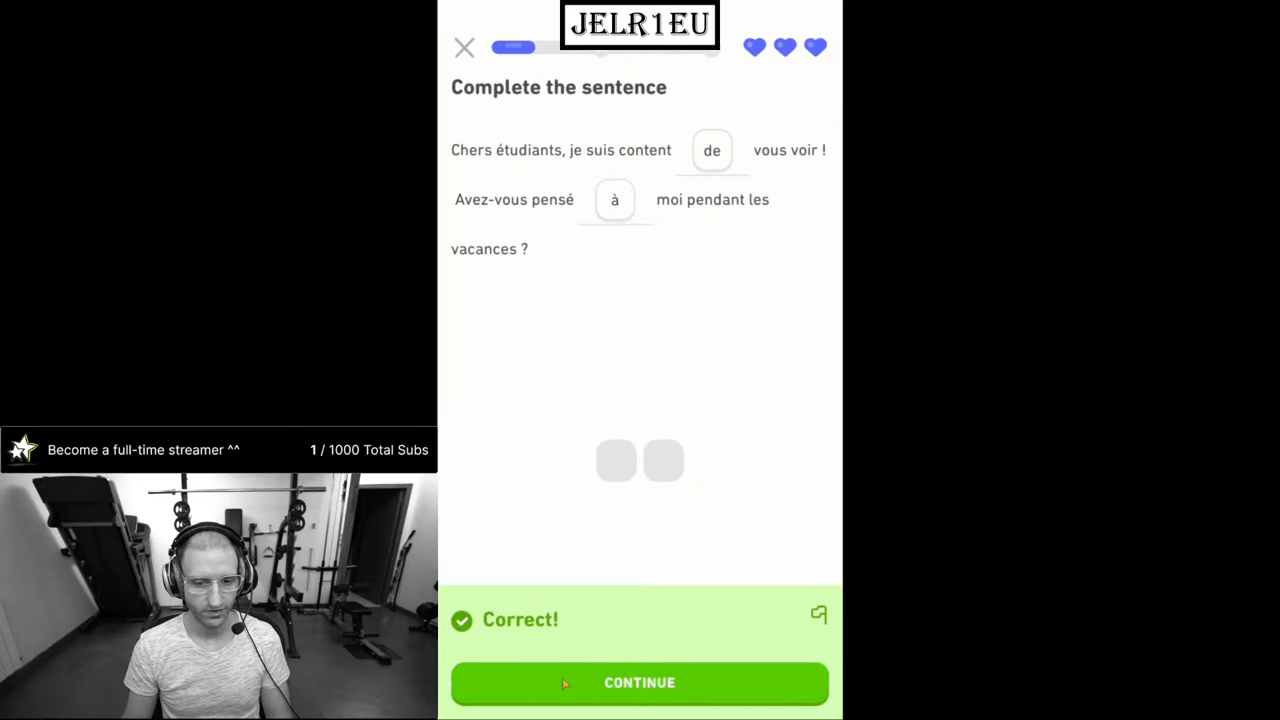 JELR1EU
Complete the sentence
Chers étudiants, je suis content de vous voir !
Avez-vous pensé à moi pendant les
vacances ?
Become a full-time streamer ^^ 1 / 1000 Total Subs
Correct!
CONTINUE